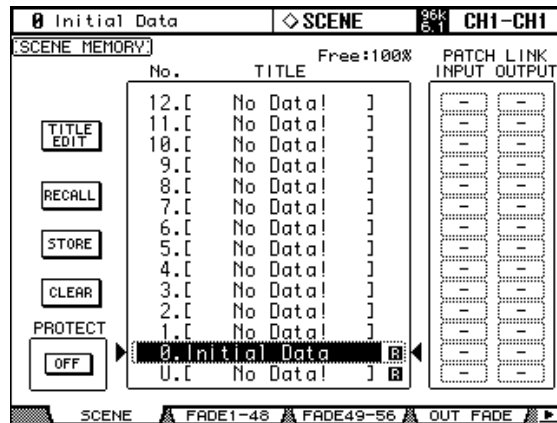 0 Initial Data ◇SCENE 96k 6.1 CH1-CH1
SCENE MEMORY
Free:100%
PATCH LINK
No. TITLE
INPUT OUTPUT
12.[ No Data! ] - -
TITLE EDIT
11.[ No Data! ] - -
10.[ No Data! ] - -
9.[ No Data! ] - -
RECALL
8.[ No Data! ] - -
7.[ No Data! ] - -
6.[ No Data! ] - -
STORE
5.[ No Data! ] - -
4.[ No Data! ] - -
CLEAR
3.[ No Data! ] - -
2.[ No Data! ] - -
PROTECT
1.[ No Data! ] - -
OFF
0.Initial Data R - -
U.[ No Data! ] R - -
SCENE FADE1-48 FADE49-56 OUT FADE